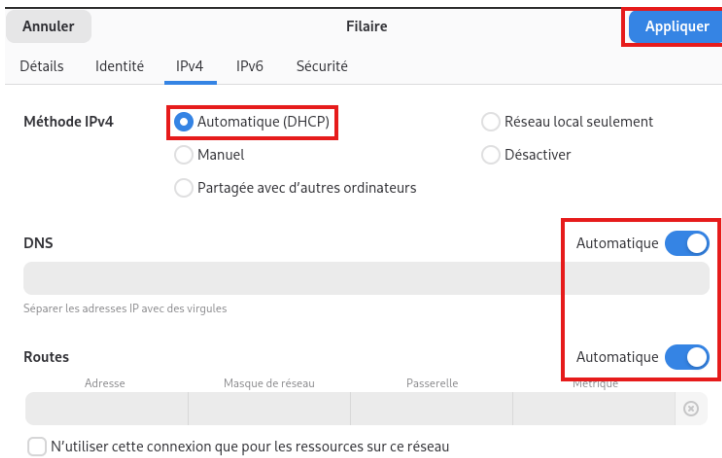 Annuler Filaire Appliquer
Détails Identité IPv4 IPv6 Sécurité
Méthode IPv4 Automatique (DHCP) Réseau local seulement
Manuel Désactiver
Partagée avec d'autres ordinateurs
DNS Automatique
Séparer les adresses IP avec des virgules
Routes Automatique
Adresse Masque de réseau Passerelle Métrique
N'utiliser cette connexion que pour les ressources sur ce réseau